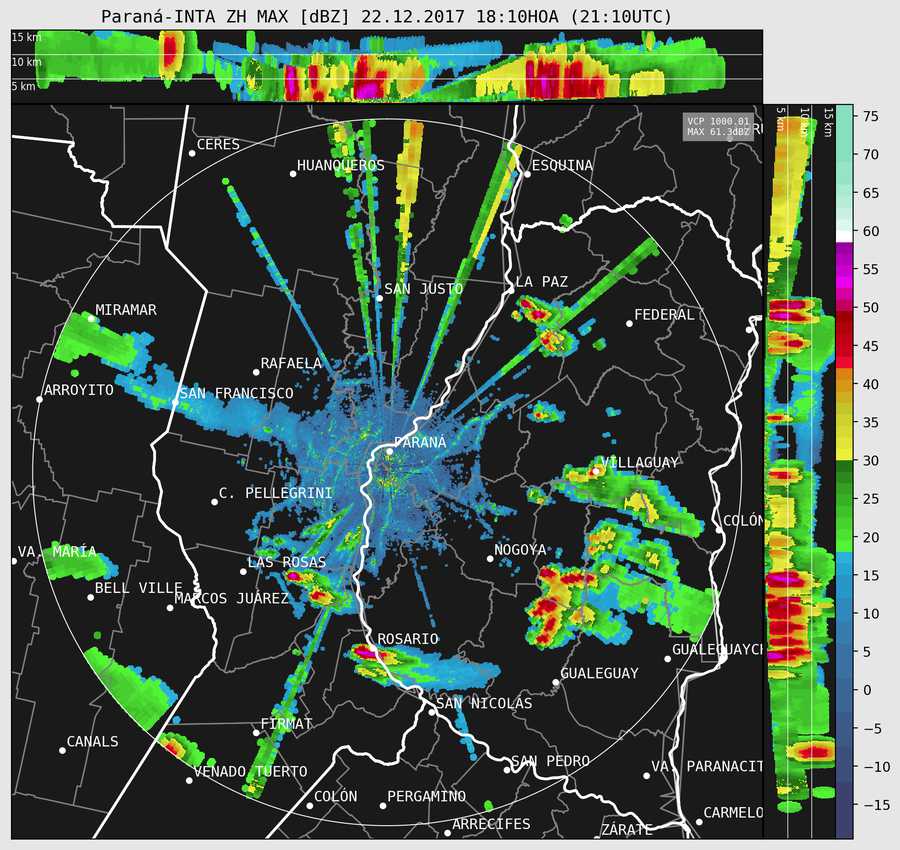 Paraná-INTA ZH MAX [dBZ] 22.12.2017 18:10HOA (21:10UTC)
15 km
10 km
5 km
VCP 1000.01
MAX 61.3dBZ
5 km
10 km
15 km
75
70
65
60
55
50
45
40
35
30
25
20
15
10
5
0
−5
−10
−15
CERES
HUANQUEROS
ESQUINA
SAN JUSTO
LA PAZ
MIRAMAR
FEDERAL
RAFAELA
ARROYITO
SAN FRANCISCO
PARANÁ
VILLAGUAY
C. PELLEGRINI
COLÓN
VA. MARÍA
NOGOYA
LAS ROSAS
BELL VILLE
MARCOS JUÁREZ
ROSARIO
GUALEGUAYCH
GUALEGUAY
SAN NICOLÁS
FIRMAT
CANALS
VENADO TUERTO
SAN PEDRO
VA. PARANACIT
COLÓN
PERGAMINO
CARMELO
ARRECIFES
ZÁRATE